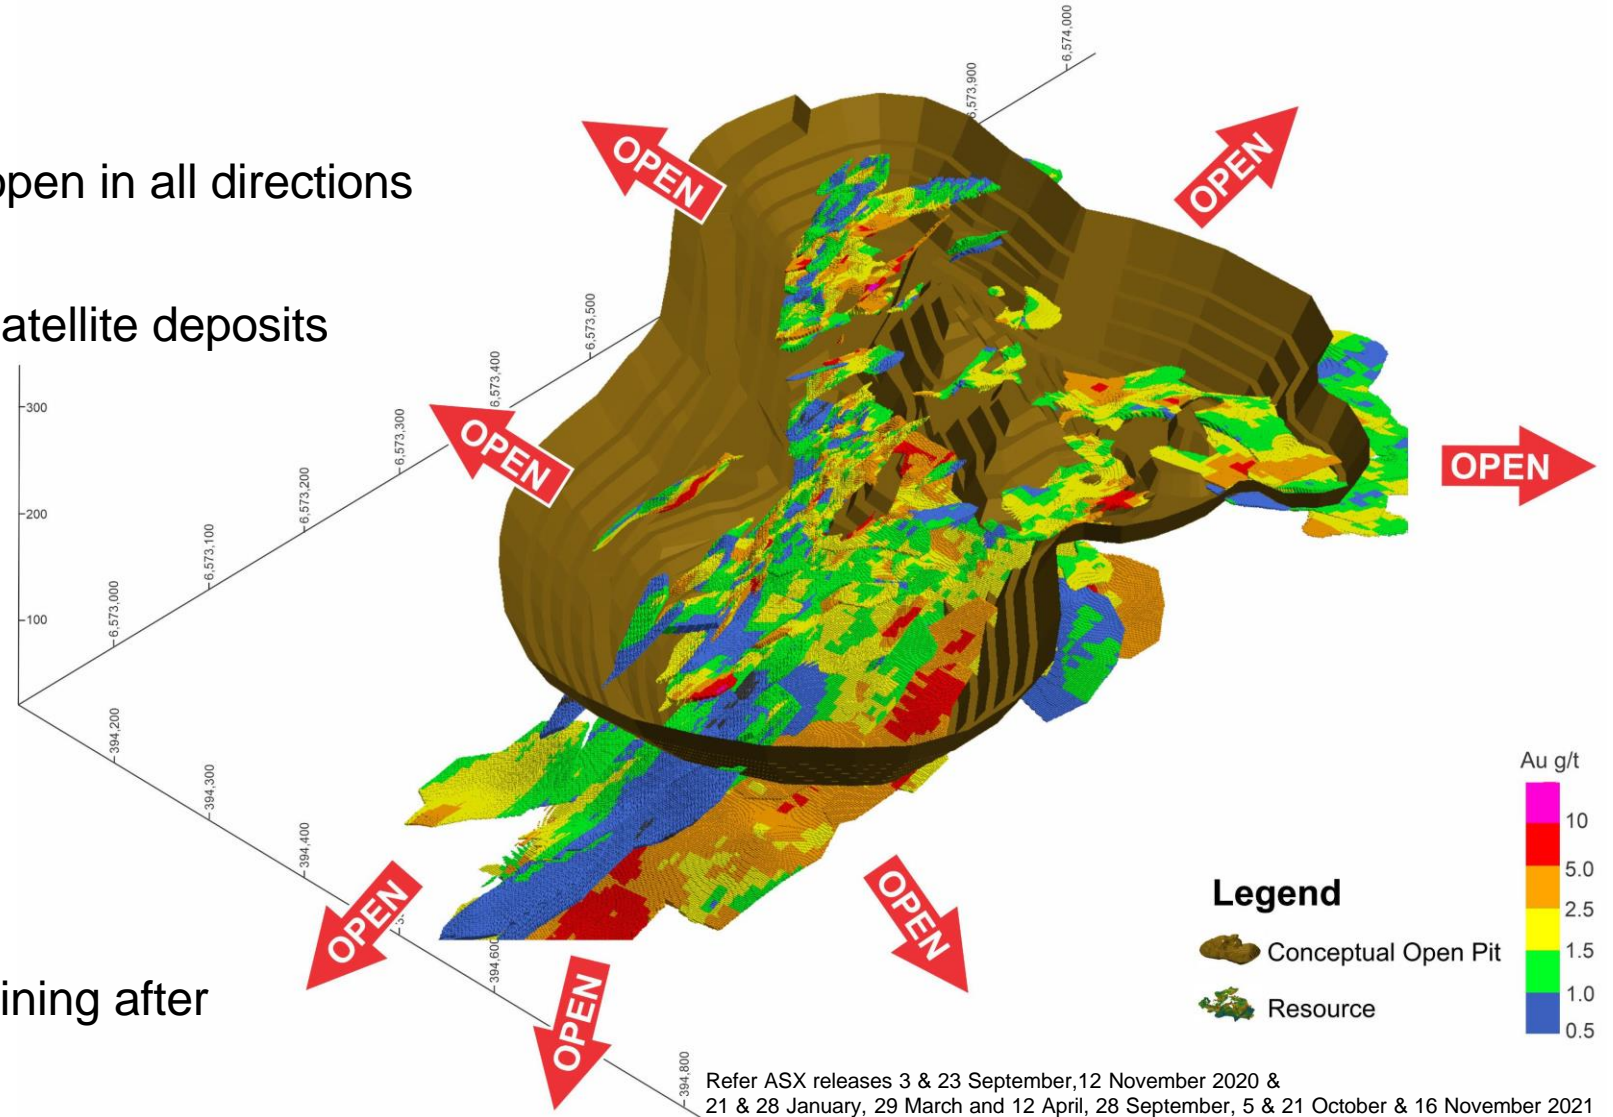 open in all directions
atellite deposits
ining after
OPEN
OPEN
OPEN
OPEN
OPEN
OPEN
OPEN
300
200
100
6,573,000
6,573,100
6,573,200
6,573,300
6,573,400
6,573,500
6,573,900
6,574,000
394,200
394,300
394,400
394,600
394,800
Au g/t
10
5.0
2.5
1.5
1.0
0.5
Legend
Conceptual Open Pit
Resource
Refer ASX releases 3 & 23 September,12 November 2020 &
21 & 28 January, 29 March and 12 April, 28 September, 5 & 21 October & 16 November 2021